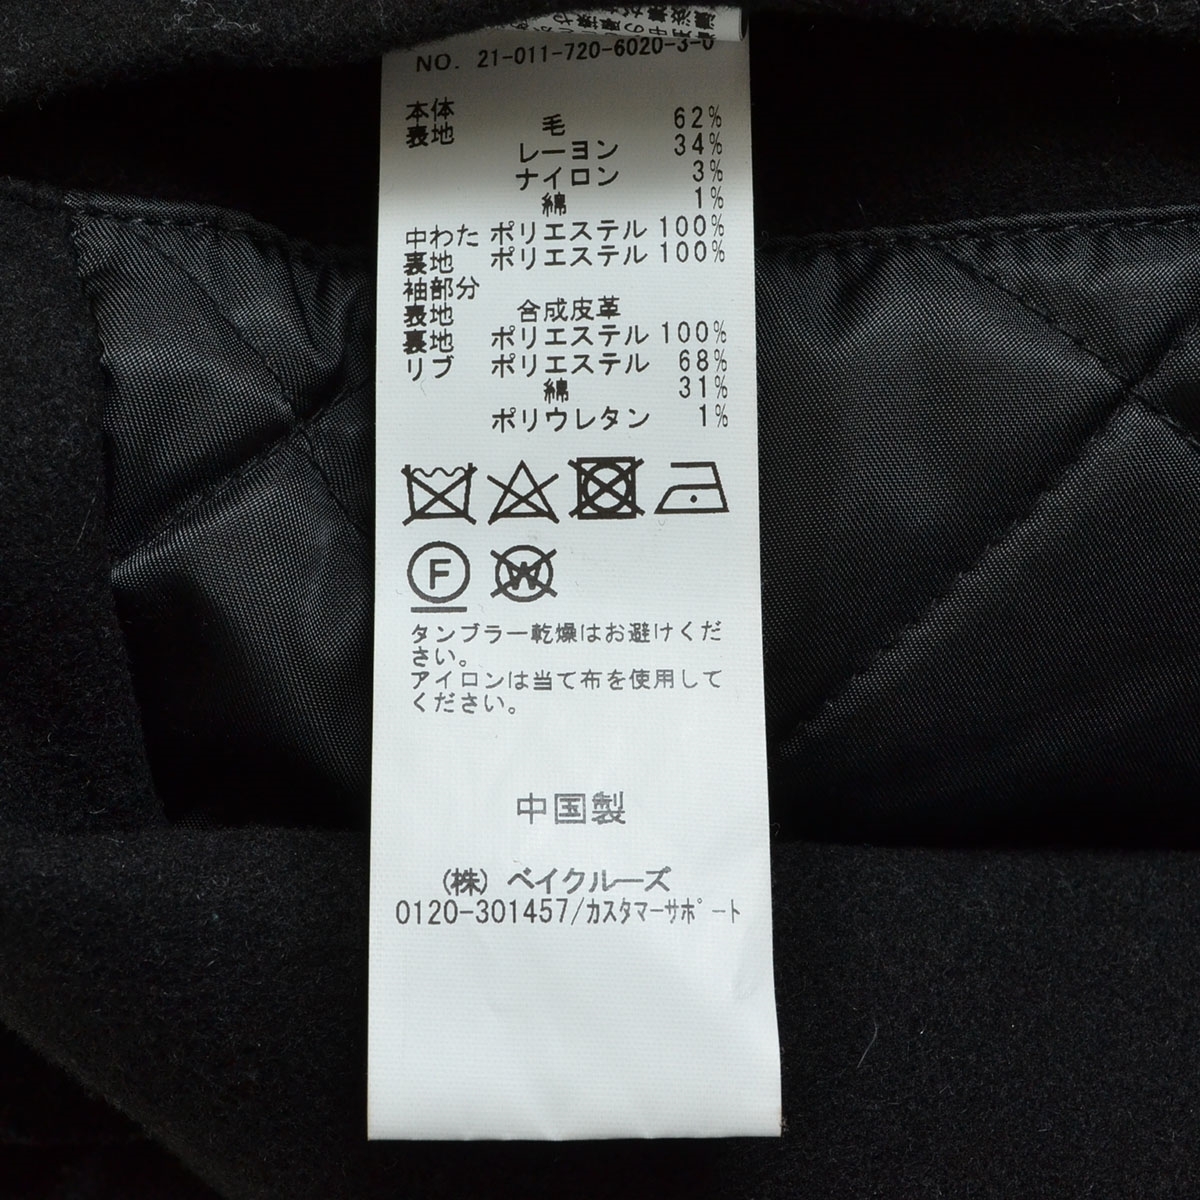 NO. 21-011-720-6020-3-0
本体
表地 毛 62%
レーヨン 34%
ナイロン 3%
綿 1%
中わた ポリエステル 100%
裏地 ポリエステル 100%
袖部分
表地 合成皮革
裏地 ポリエステル 100%
リブ ポリエステル 68%
綿 31%
ポリウレタン 1%
F W
タンブラー乾燥はお避けくだ
さい。
アイロンは当て布を使用して
ください。
中国製
(株) ベイクルーズ
0120-301457/カスタマーサポート